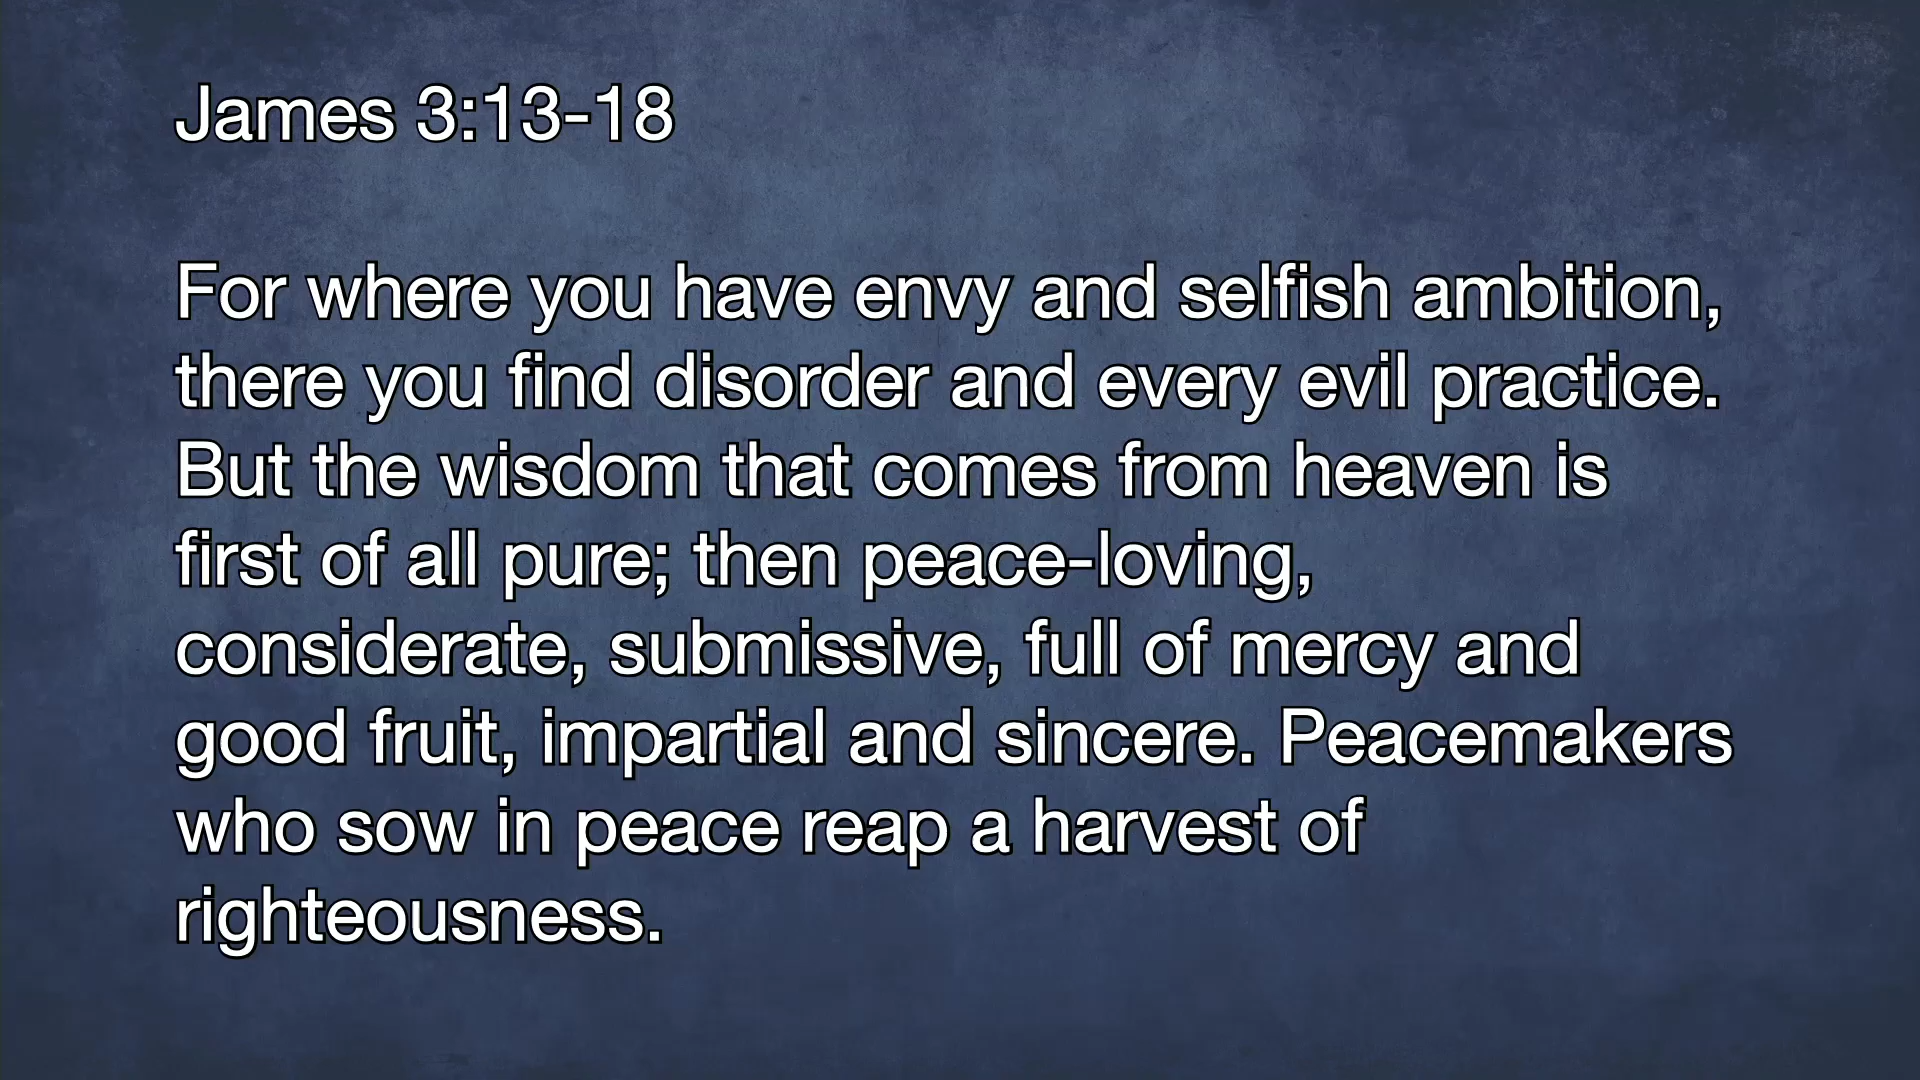 James 3:13-18
For where you have envy and selfish ambition,
there you find disorder and every evil practice.
But the wisdom that comes from heaven is
first of all pure; then peace-loving,
considerate, submissive, full of mercy and
good fruit, impartial and sincere. Peacemakers
who sow in peace reap a harvest of
righteousness.